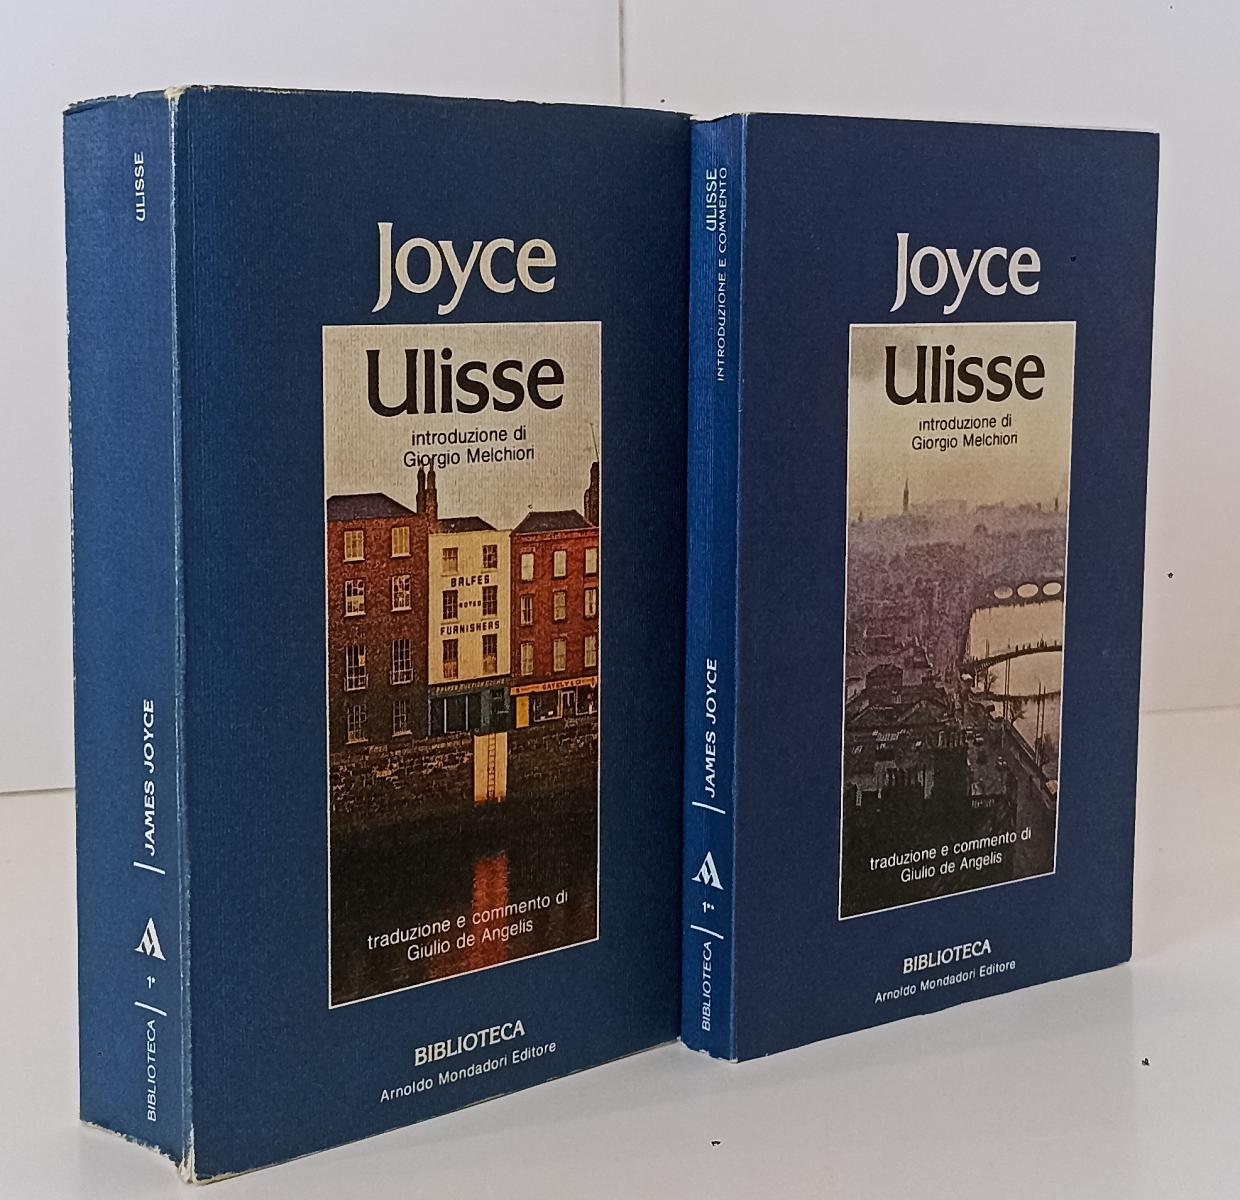 ULISSE
JAMES JOYCE
1*
BIBLIOTECA
Joyce
Ulisse
introduzione di
Giorgio Melchiori
BALFES
NOTED
FURNISHERS
traduzione e commento di
Giulio de Angelis
BIBLIOTECA
Arnoldo Mondadori Editore
ULISSE
INTRODUZIONE E COMMENTO
JAMES JOYCE
BIBLIOTECA
Joyce
Ulisse
introduzione di
Giorgio Melchiori
traduzione e commento di
Giulio de Angelis
BIBLIOTECA
Arnoldo Mondadori Editore